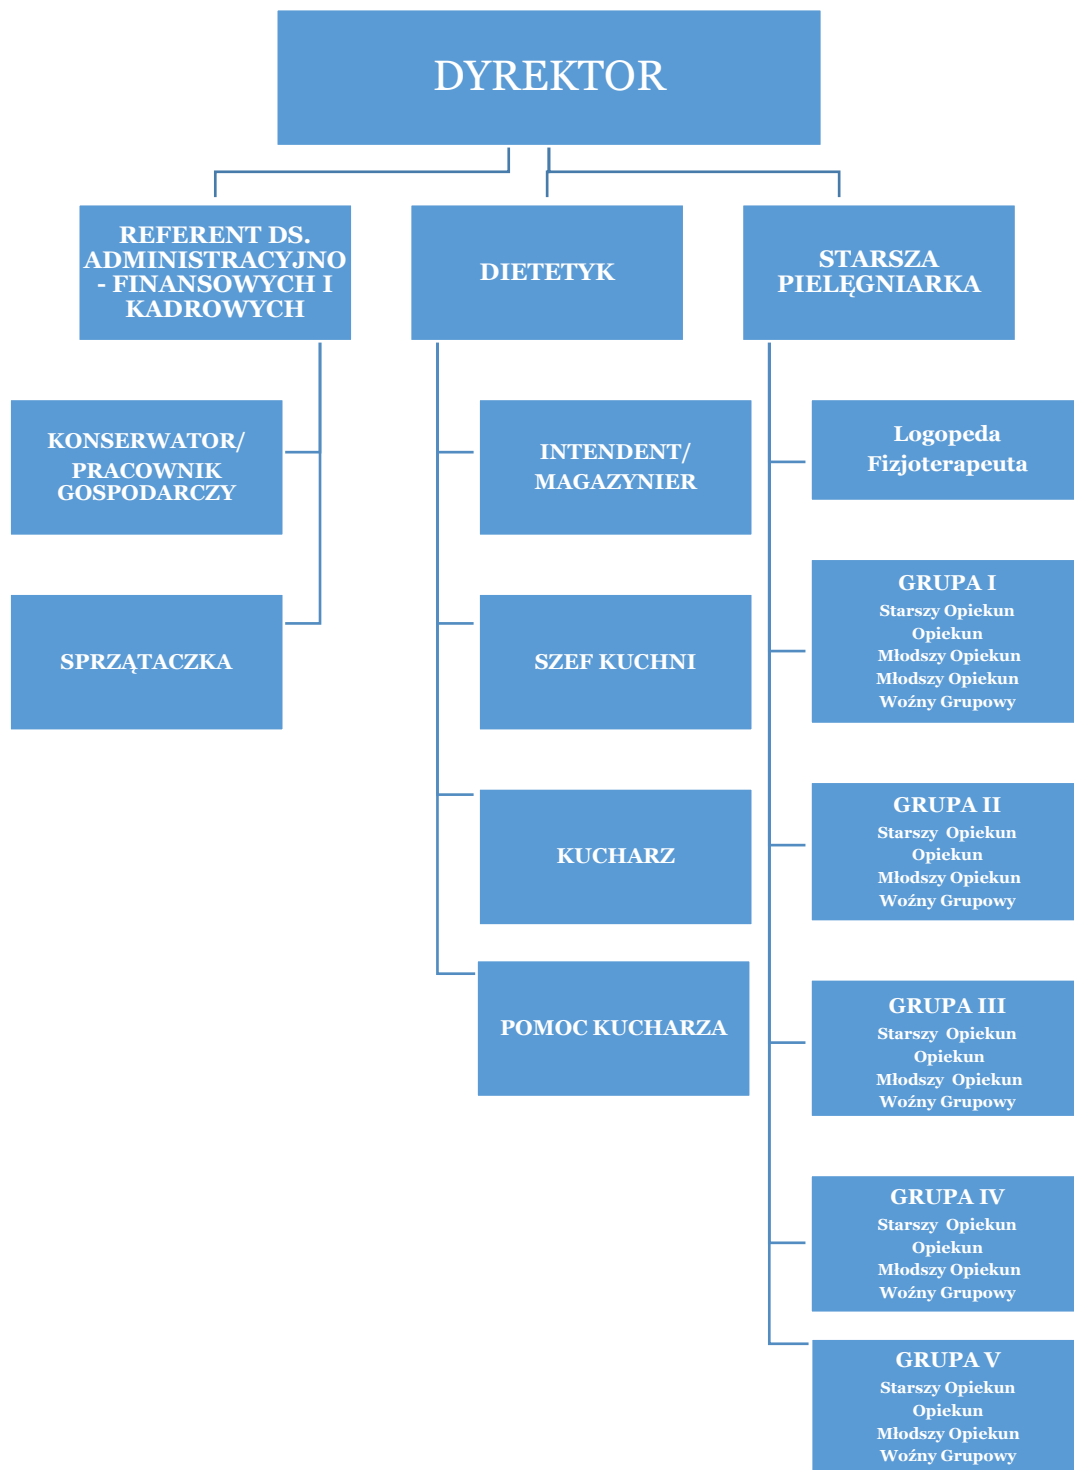 DYREKTOR
REFERENT DS.
ADMINISTRACYJNO
- FINANSOWYCH I
KADROWYCH
DIETETYK
STARSZA
PIELĘGNIARKA
KONSERWATOR/
PRACOWNIK
GOSPODARCZY
SPRZĄTACZKA
INTENDENT/
MAGAZYNIER
SZEF KUCHNI
KUCHARZ
POMOC KUCHARZA
Logopeda
Fizjoterapeuta
GRUPA I
Starszy Opiekun
Opiekun
Młodszy Opiekun
Młodszy Opiekun
Woźny Grupowy
GRUPA II
Starszy Opiekun
Opiekun
Młodszy Opiekun
Woźny Grupowy
GRUPA III
Starszy Opiekun
Opiekun
Młodszy Opiekun
Woźny Grupowy
GRUPA IV
Starszy Opiekun
Opiekun
Młodszy Opiekun
Woźny Grupowy
GRUPA V
Starszy Opiekun
Opiekun
Młodszy Opiekun
Woźny Grupowy